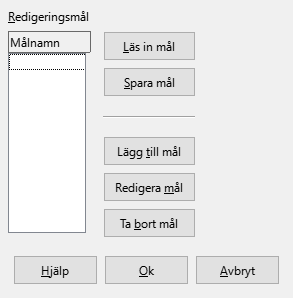 Redigeringsmål
Målnamn
Läs in mål
Spara mål
Lägg till mål
Redigera mål
Ta bort mål
Hjälp
Ok
Avbryt